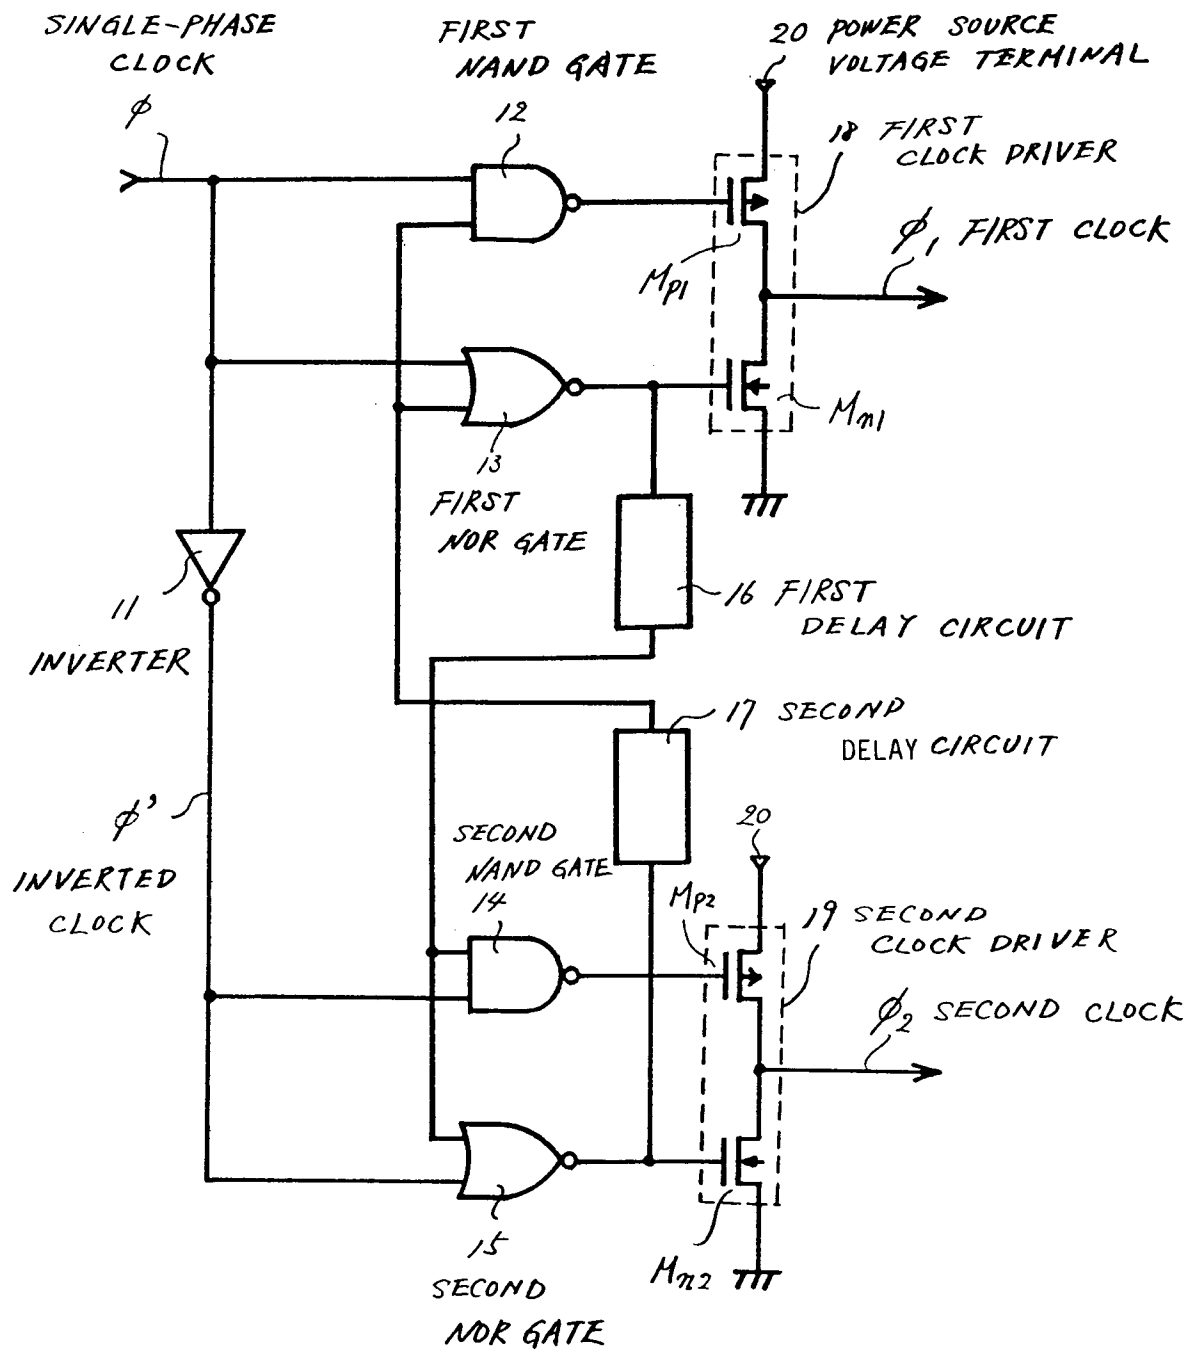 SINGLE-PHASE
CLOCK
ϕ
FIRST
NAND GATE
12
20 POWER SOURCE
VOLTAGE TERMINAL
18 FIRST
CLOCK DRIVER
ϕ1 FIRST CLOCK
Mp1
Mn1
13
FIRST
NOR GATE
11
INVERTER
16 FIRST
DELAY CIRCUIT
17 SECOND
DELAY CIRCUIT
ϕ'
INVERTED
CLOCK
SECOND
NAND GATE
14
20
Mp2
19 SECOND
CLOCK DRIVER
ϕ2 SECOND CLOCK
15
SECOND
NOR GATE
Mn2